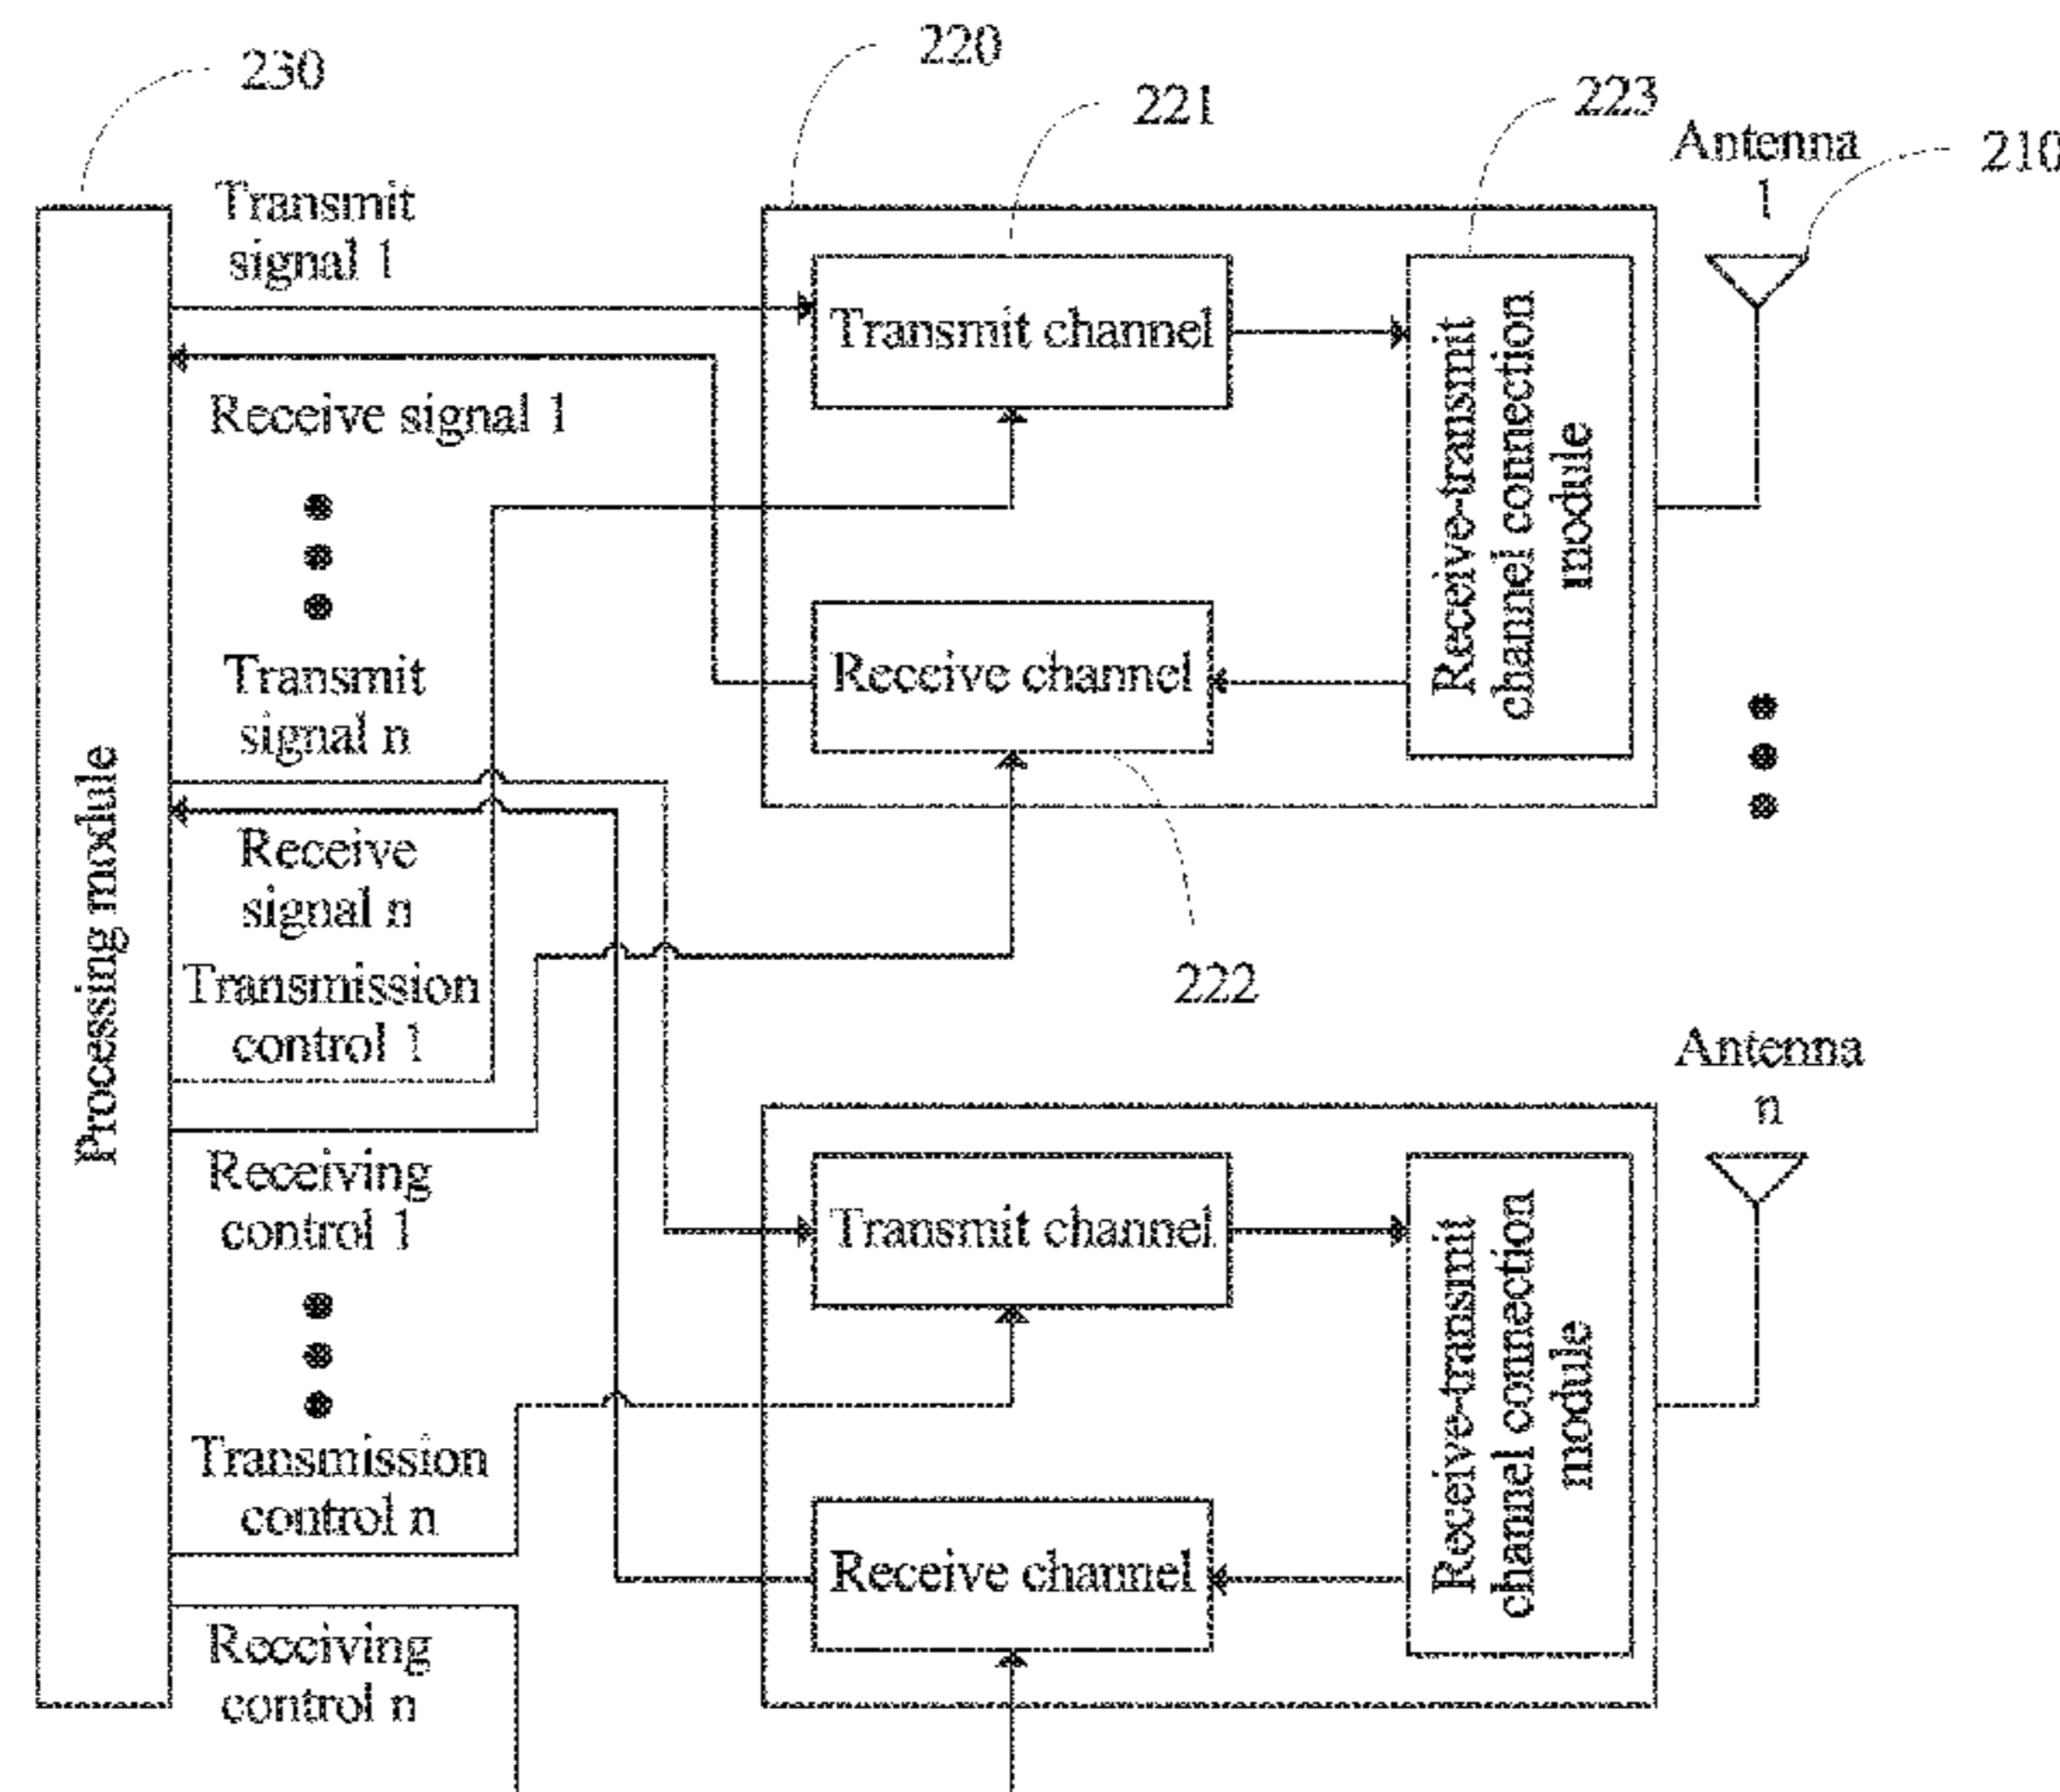 230
220
221
223
Antenna
1
210
Transmit
signal 1
Transmit channel
Receive-transmit
channel connection
module
Receive signal 1
Receive channel
Transmit
signal n
Processing module
Receive
signal n
222
Transmission
control 1
Antenna
n
Receiving
control 1
Transmit channel
Receive-transmit
channel connection
module
Transmission
control n
Receive channel
Receiving
control n